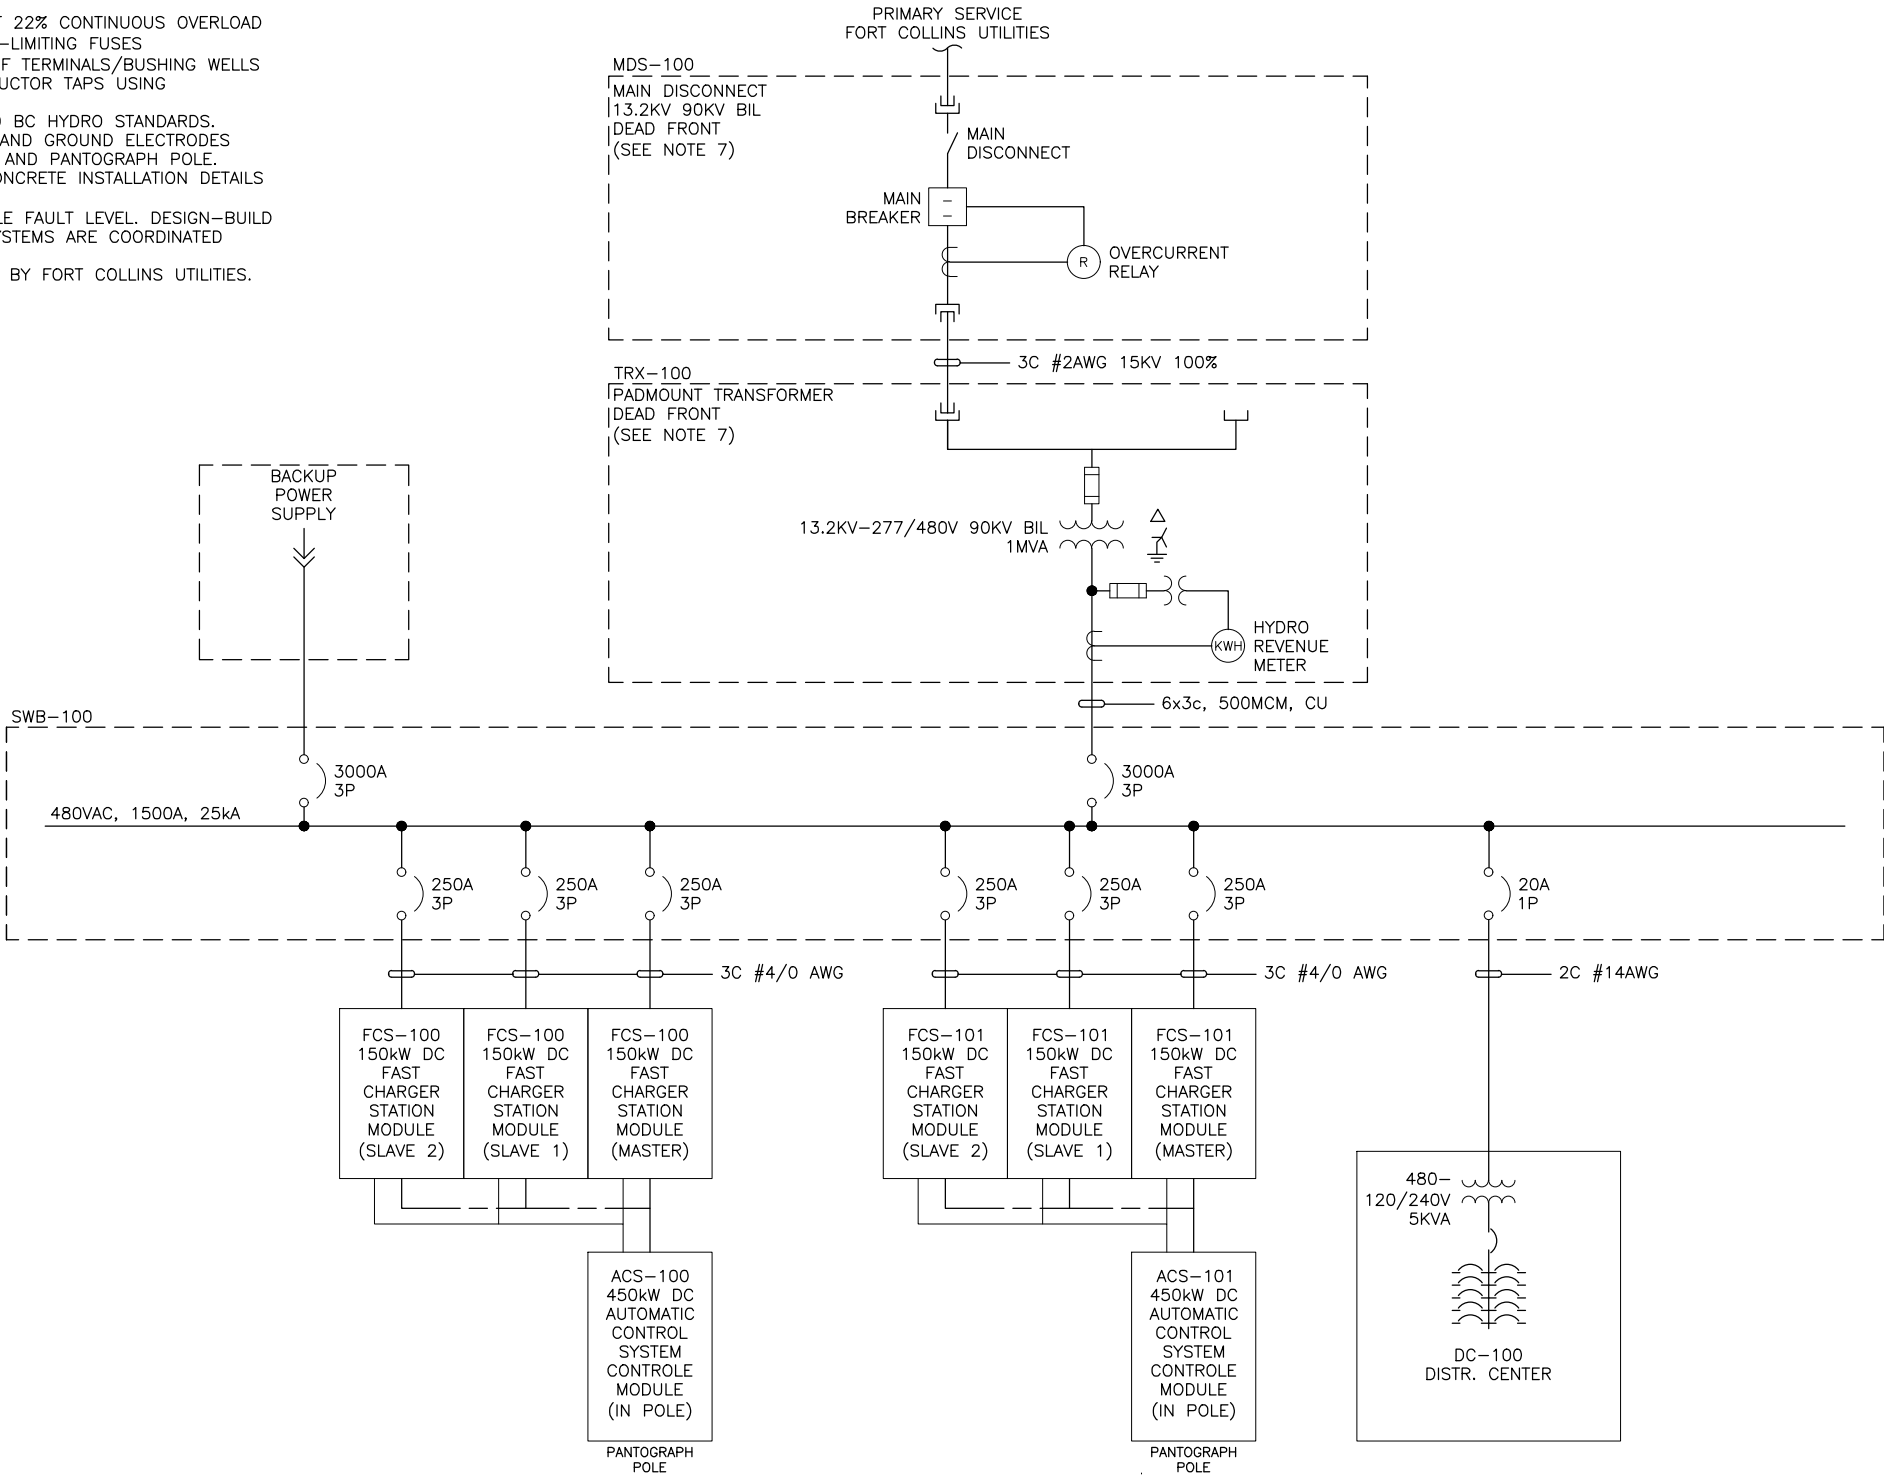 22% CONTINUOUS OVERLOAD
-LIMITING FUSES
F TERMINALS/BUSHING WELLS
UCTOR TAPS USING
BC HYDRO STANDARDS.
AND GROUND ELECTRODES
AND PANTOGRAPH POLE.
ONCRETE INSTALLATION DETAILS
LE FAULT LEVEL. DESIGN-BUILD
YSTEMS ARE COORDINATED
BY FORT COLLINS UTILITIES.
PRIMARY SERVICE
FORT COLLINS UTILITIES
MDS-100
MAIN DISCONNECT
13.2KV 90KV BIL
DEAD FRONT
(SEE NOTE 7)
MAIN
DISCONNECT
MAIN
BREAKER
R
OVERCURRENT
RELAY
3C #2AWG 15KV 100%
TRX-100
PADMOUNT TRANSFORMER
DEAD FRONT
(SEE NOTE 7)
13.2KV-277/480V 90KV BIL
1MVA
KWH
HYDRO
REVENUE
METER
6x3c, 500MCM, CU
BACKUP
POWER
SUPPLY
SWB-100
3000A
3P
3000A
3P
480VAC, 1500A, 25kA
250A
3P
250A
3P
250A
3P
250A
3P
250A
3P
250A
3P
20A
1P
3C #4/0 AWG
3C #4/0 AWG
2C #14AWG
FCS-100
150kW DC
FAST
CHARGER
STATION
MODULE
(SLAVE 2)
FCS-100
150kW DC
FAST
CHARGER
STATION
MODULE
(SLAVE 1)
FCS-100
150kW DC
FAST
CHARGER
STATION
MODULE
(MASTER)
FCS-101
150kW DC
FAST
CHARGER
STATION
MODULE
(SLAVE 2)
FCS-101
150kW DC
FAST
CHARGER
STATION
MODULE
(SLAVE 1)
FCS-101
150kW DC
FAST
CHARGER
STATION
MODULE
(MASTER)
ACS-100
450kW DC
AUTOMATIC
CONTROL
SYSTEM
CONTROLE
MODULE
(IN POLE)
PANTOGRAPH
POLE
ACS-101
450kW DC
AUTOMATIC
CONTROL
SYSTEM
CONTROLE
MODULE
(IN POLE)
PANTOGRAPH
POLE
480-
120/240V
5KVA
DC-100
DISTR. CENTER